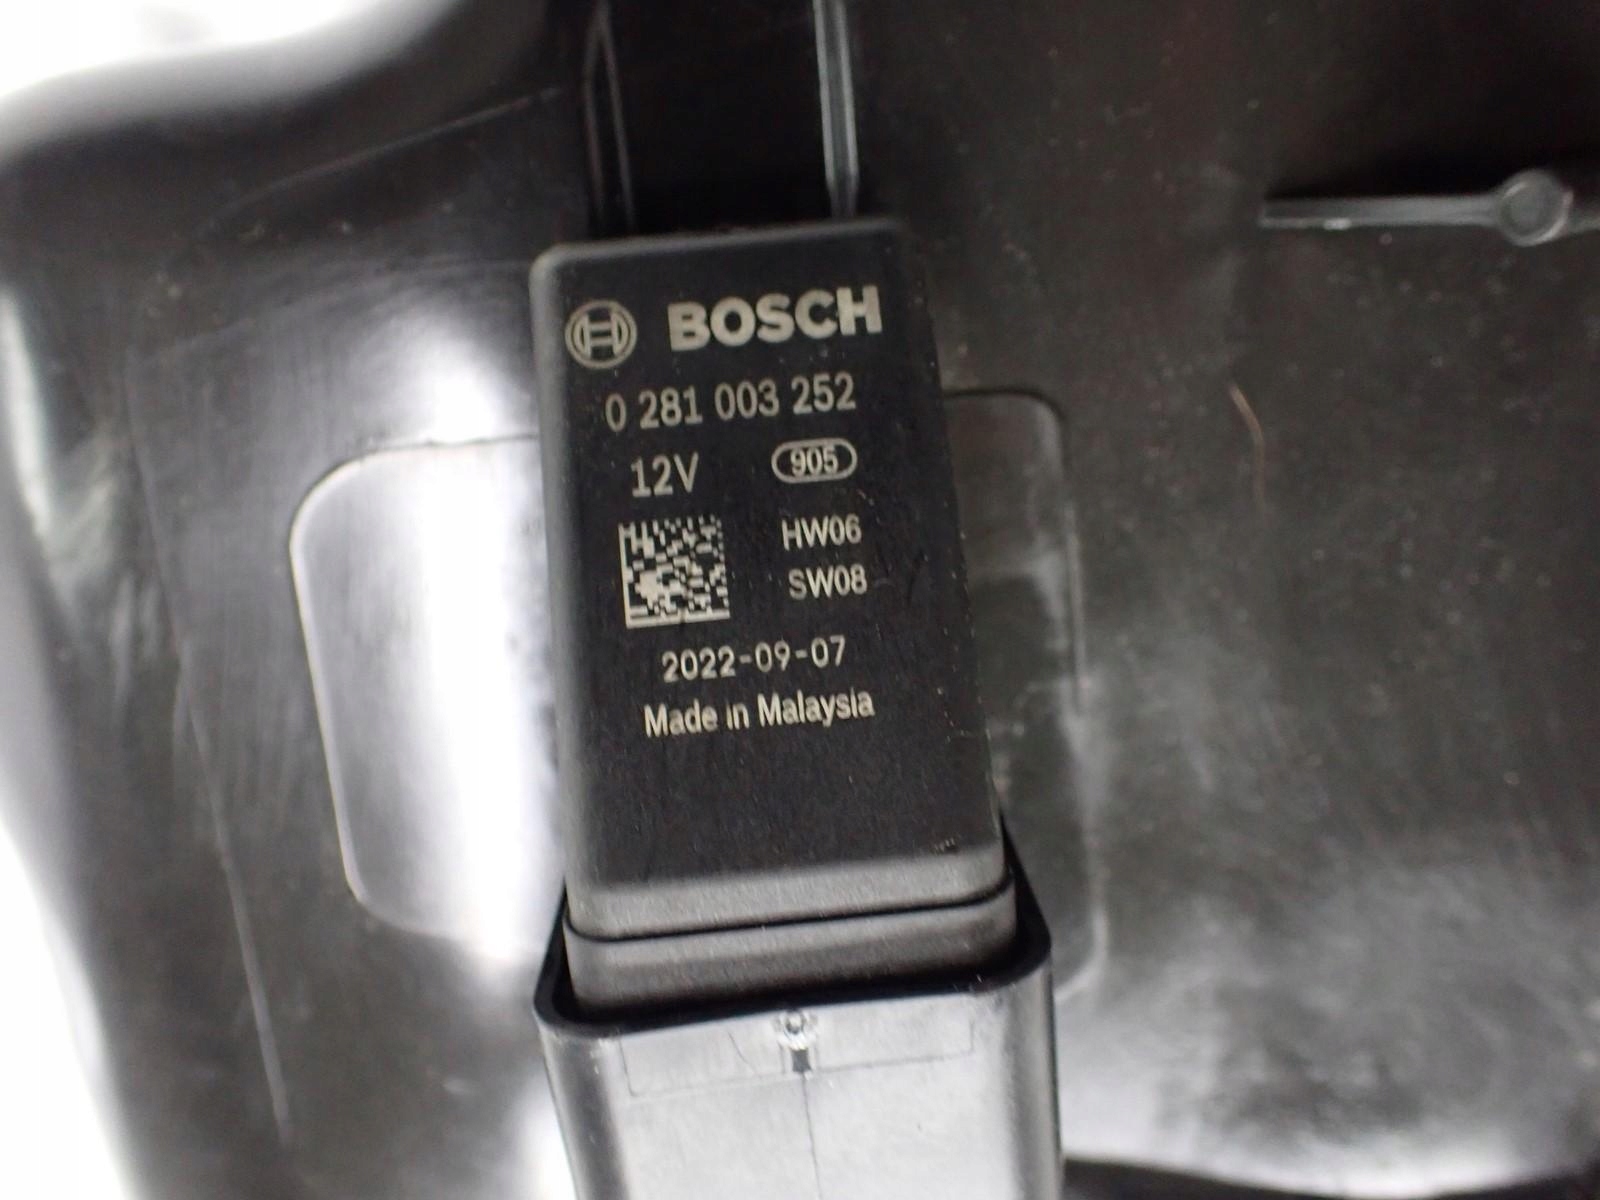 BOSCH
0 281 003 252
12V 905
HW06
SW08
2022-09-07
Made in Malaysia